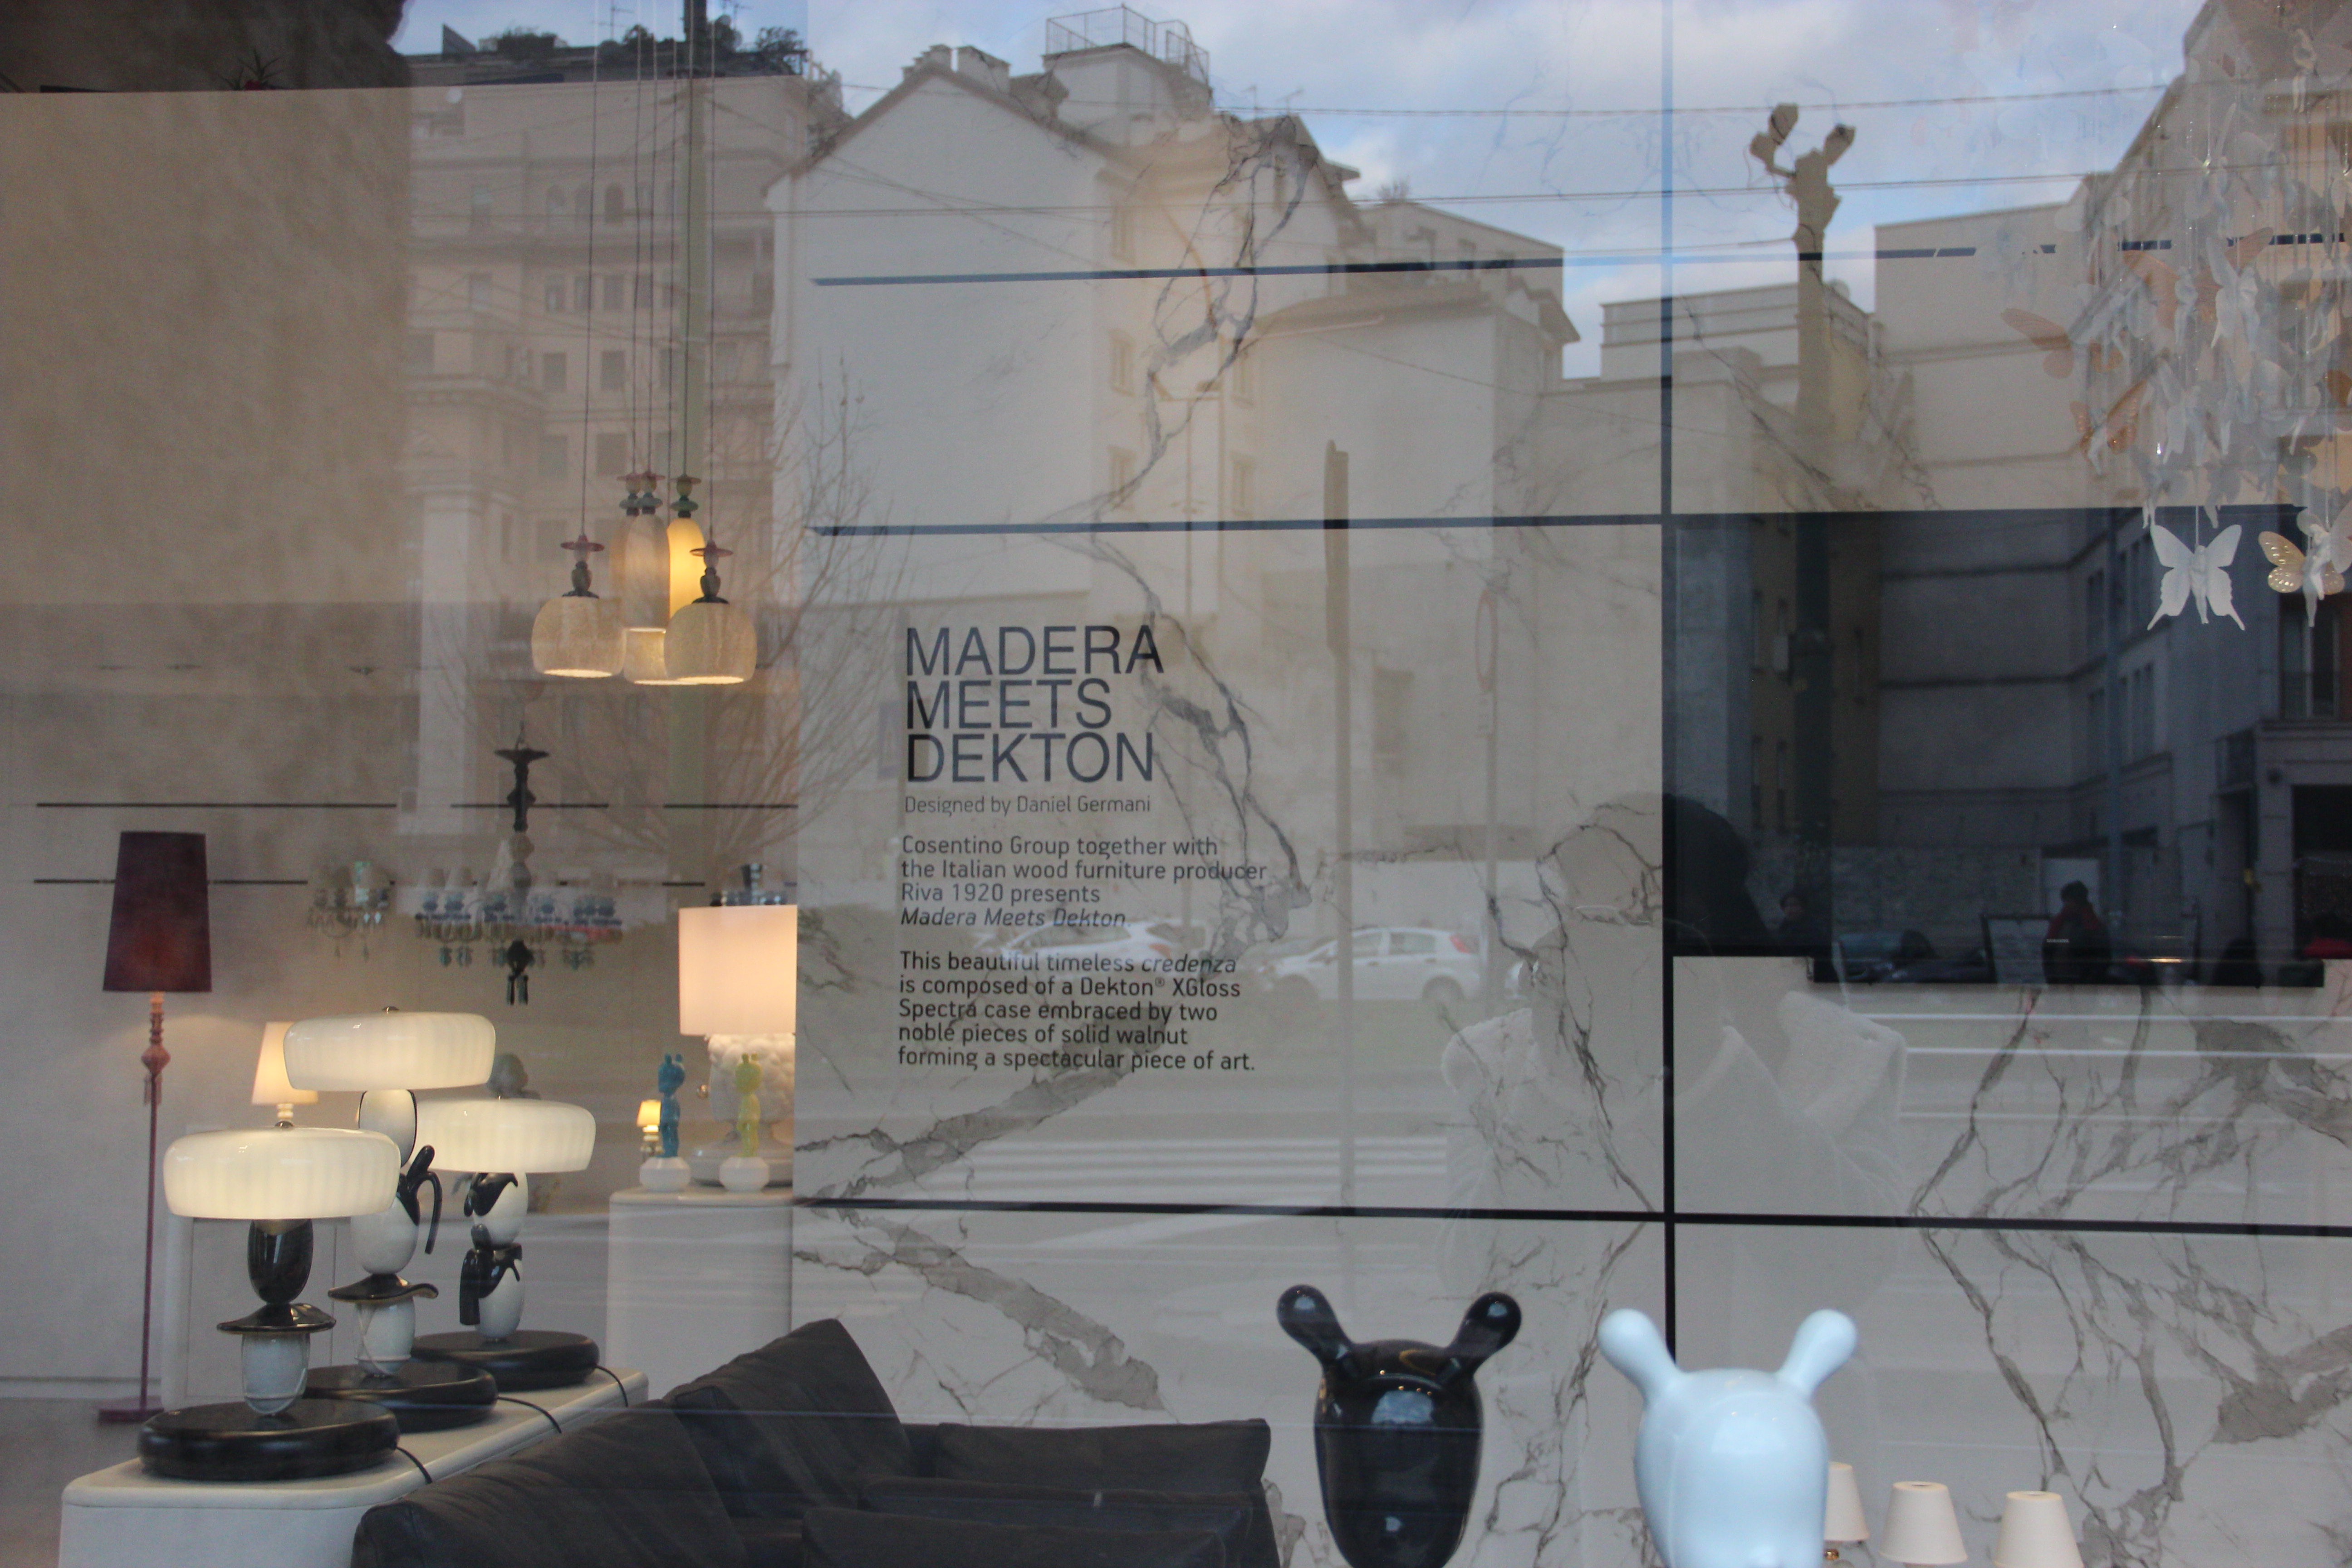 MADERA
MEETS
DEKTON
Designed by Daniel Germani
Cosentino Group together with
the Italian wood furniture producer
Riva 1920 presents
Madera Meets Dekton.
This beautiful timeless credenza
is composed of a Dekton® XGloss
Spectra case embraced by two
noble pieces of solid walnut
forming a spectacular piece of art.